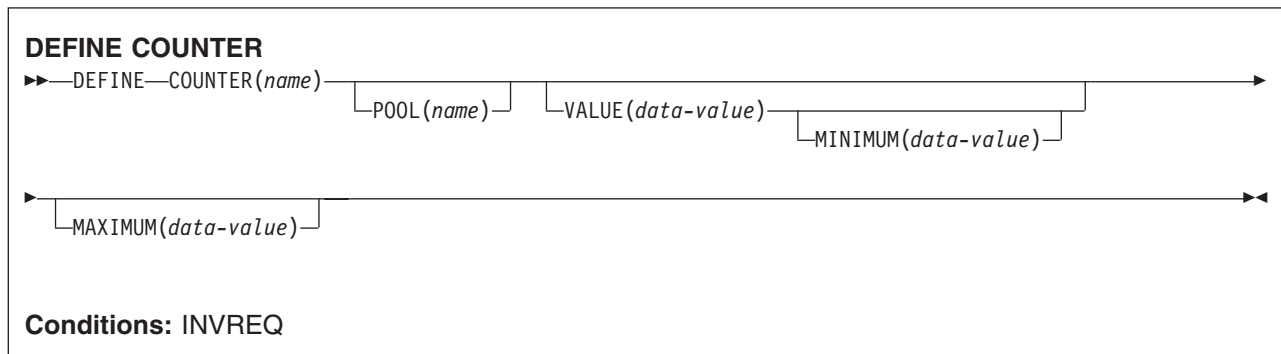 DEFINE COUNTER
DEFINE COUNTER(name)
POOL(name) VALUE(data-value)
MINIMUM(data-value)
MAXIMUM(data-value)
Conditions: INVREQ